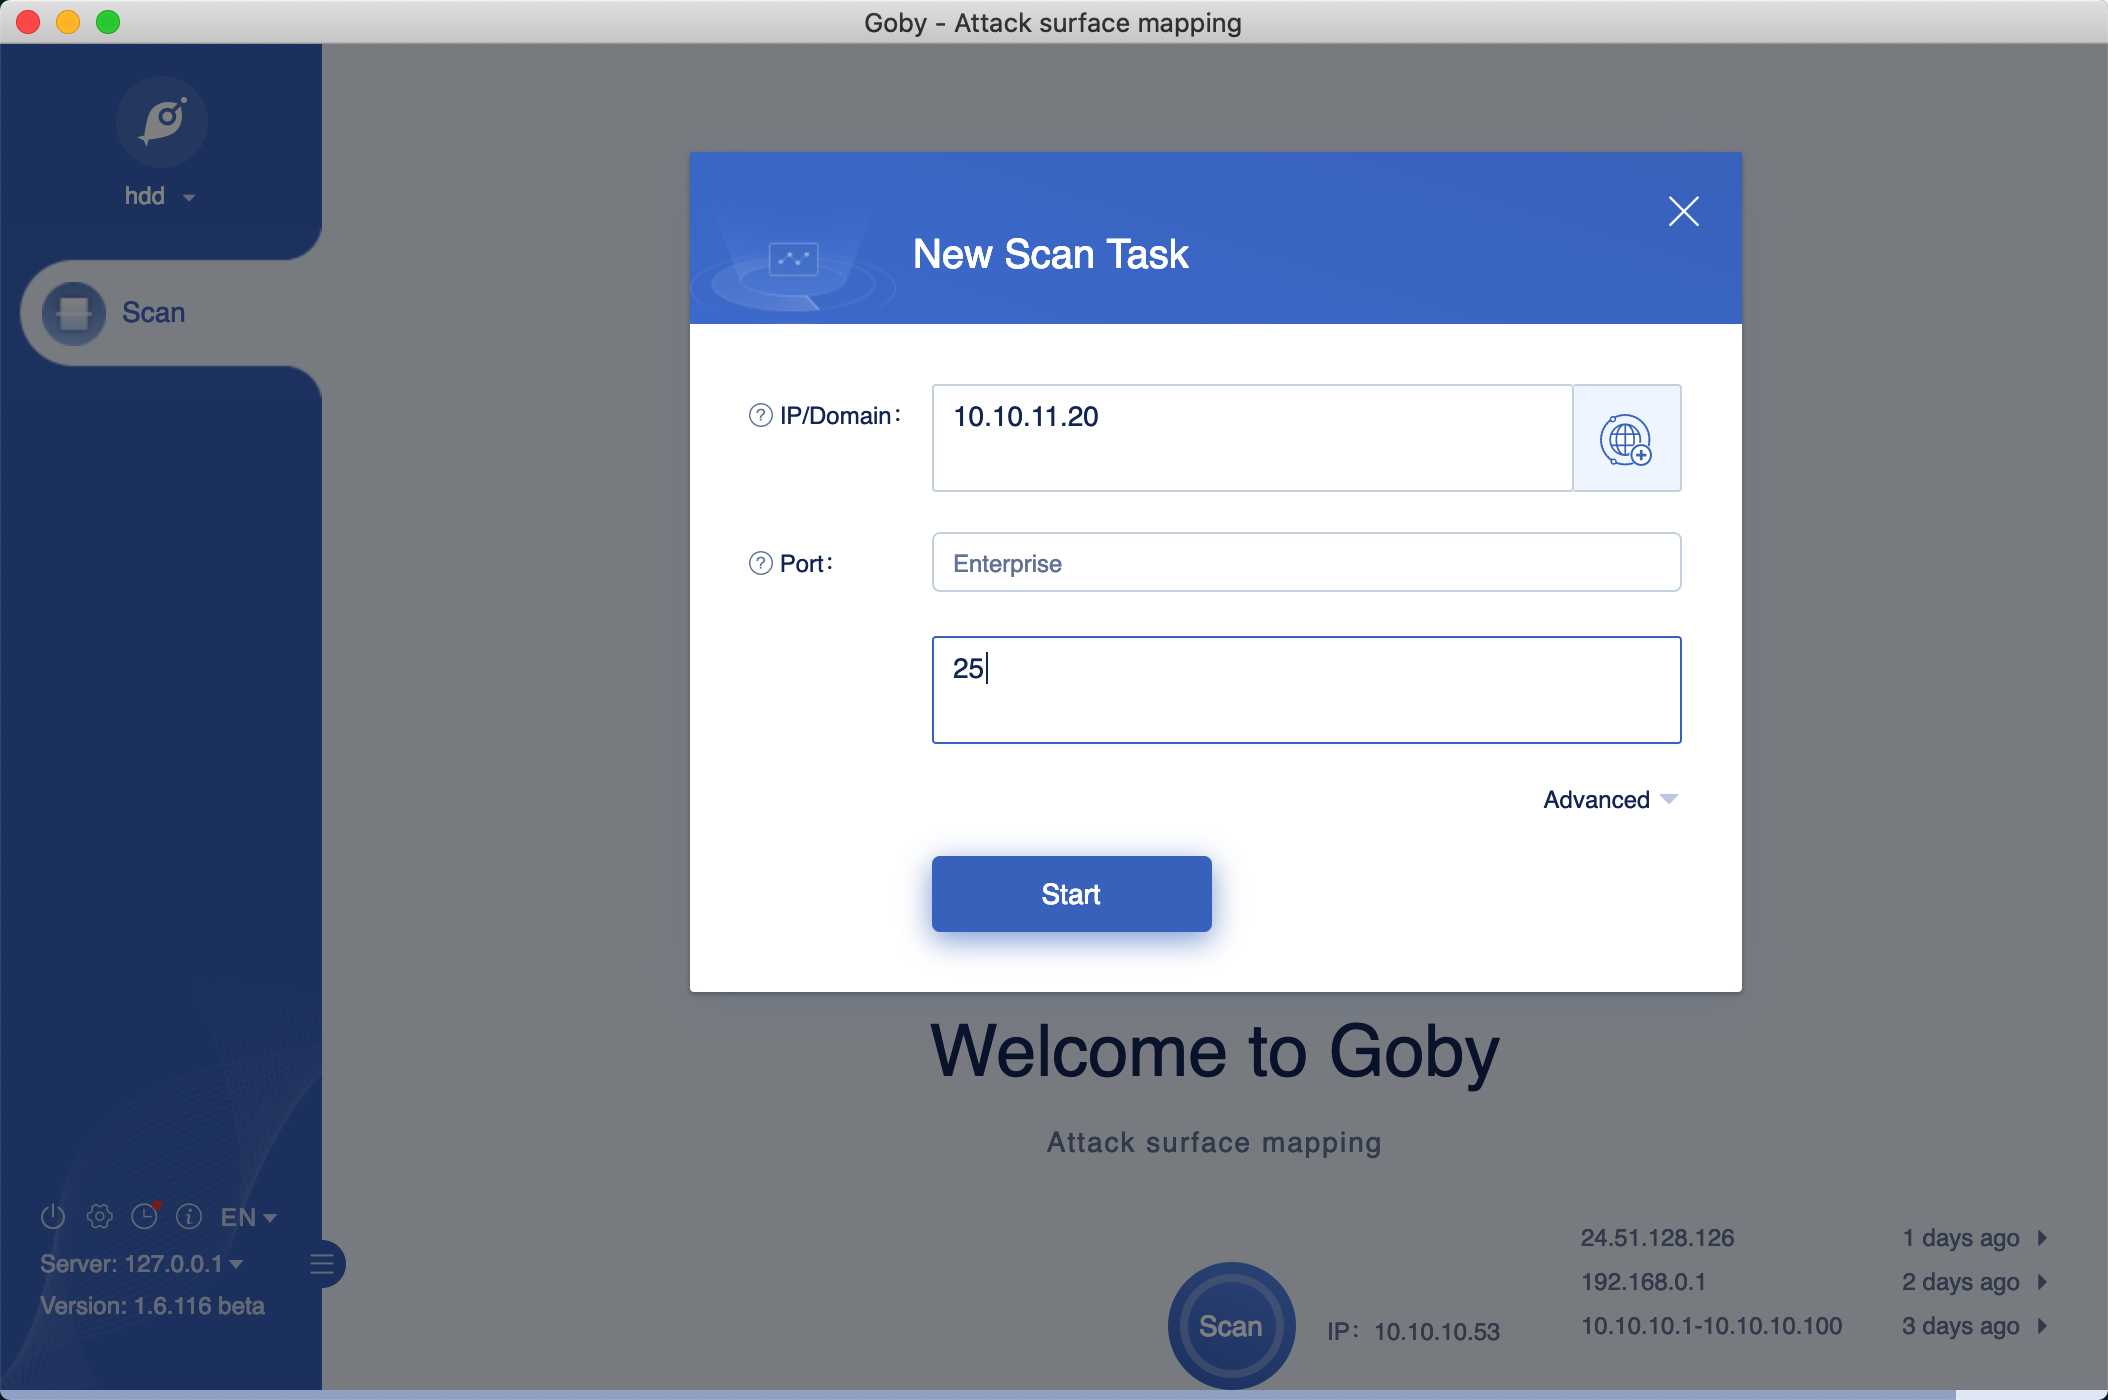 Goby - Attack surface mapping
hdd
Scan
New Scan Task
? IP/Domain:
10.10.11.20
? Port:
Enterprise
25
Advanced
Start
Welcome to Goby
Attack surface mapping
EN
Server: 127.0.0.1
Version: 1.6.116 beta
Scan
IP: 10.10.10.53
24.51.128.126 1 days ago
192.168.0.1 2 days ago
10.10.10.1-10.10.10.100 3 days ago